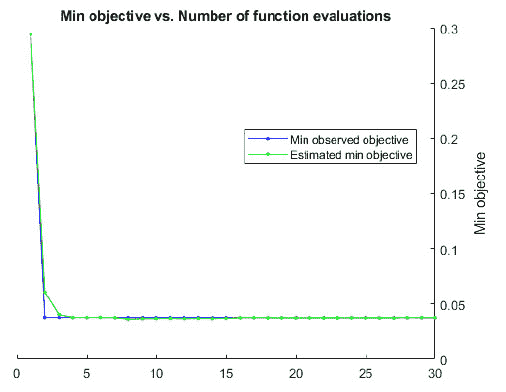 Min objective vs. Number of function evaluations
0.3
0.25
0.2
Min observed objective
Estimated min objective
0.15
Min objective
0.1
0.05
0
0 5 10 15 20 25 30